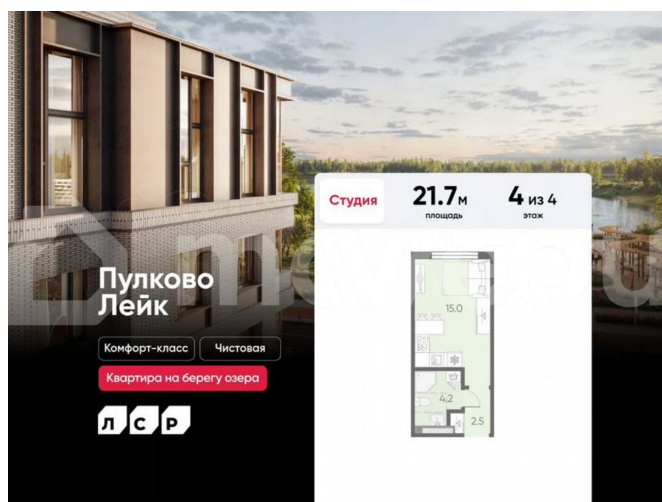 Студия
21.7 м
площадь
4 из 4
этаж
Пулково
Лейк
Комфорт-класс
Чистовая
Квартира на берегу озера
ЛСР
15.0
4.2
2.5